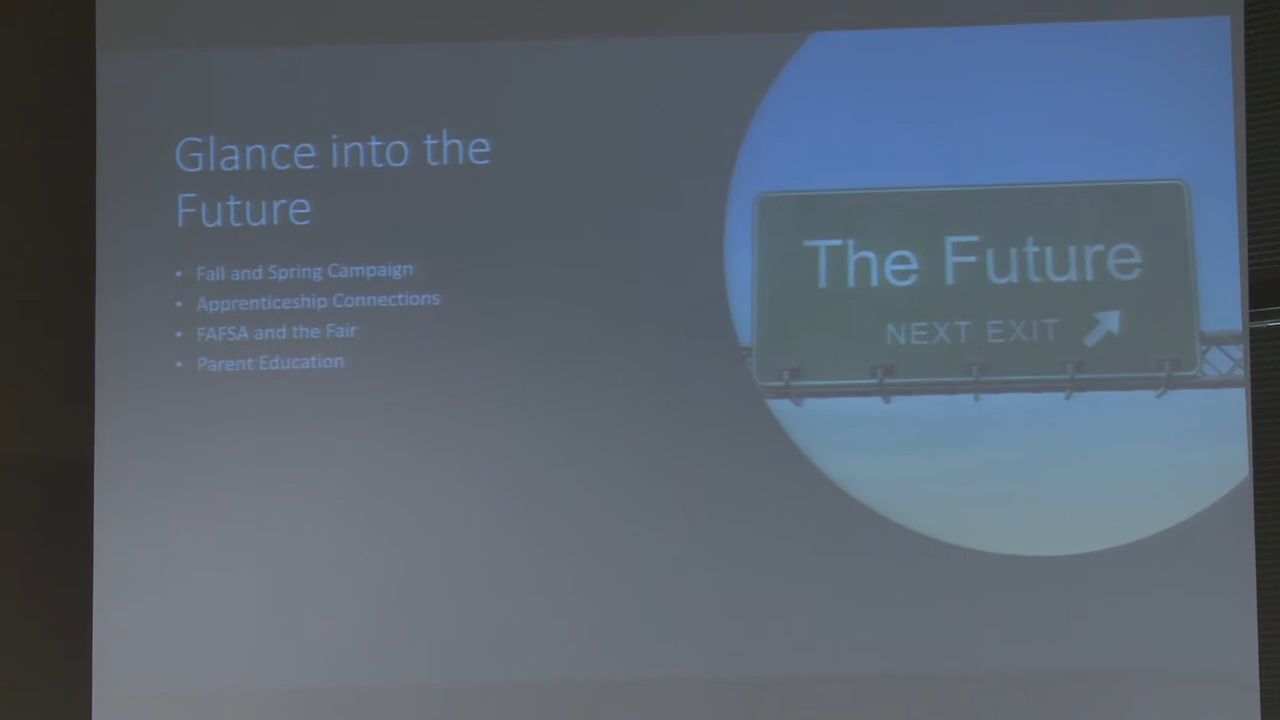 Glance into the
Future
• Fall and Spring Campaign
• Apprenticeship Connections
• FAFSA and the Fair
• Parent Education
The Future
NEXT EXIT